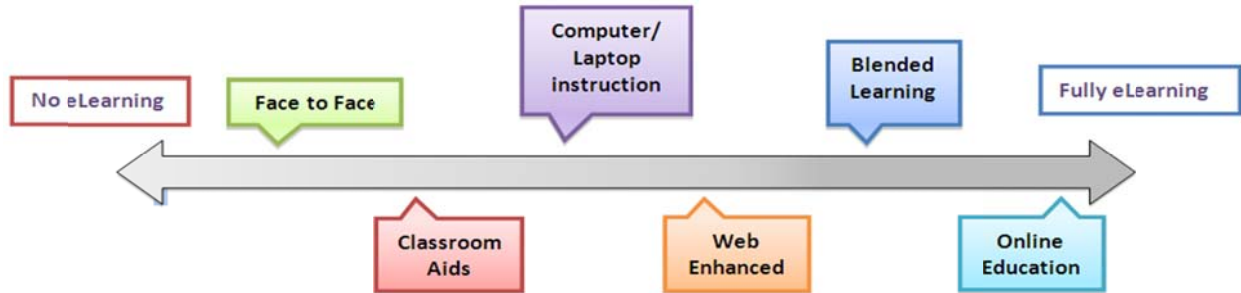 No eLearning
Face to Face
Computer/
Laptop
instruction
Blended
Learning
Fully eLearning
Classroom
Aids
Web
Enhanced
Online
Education